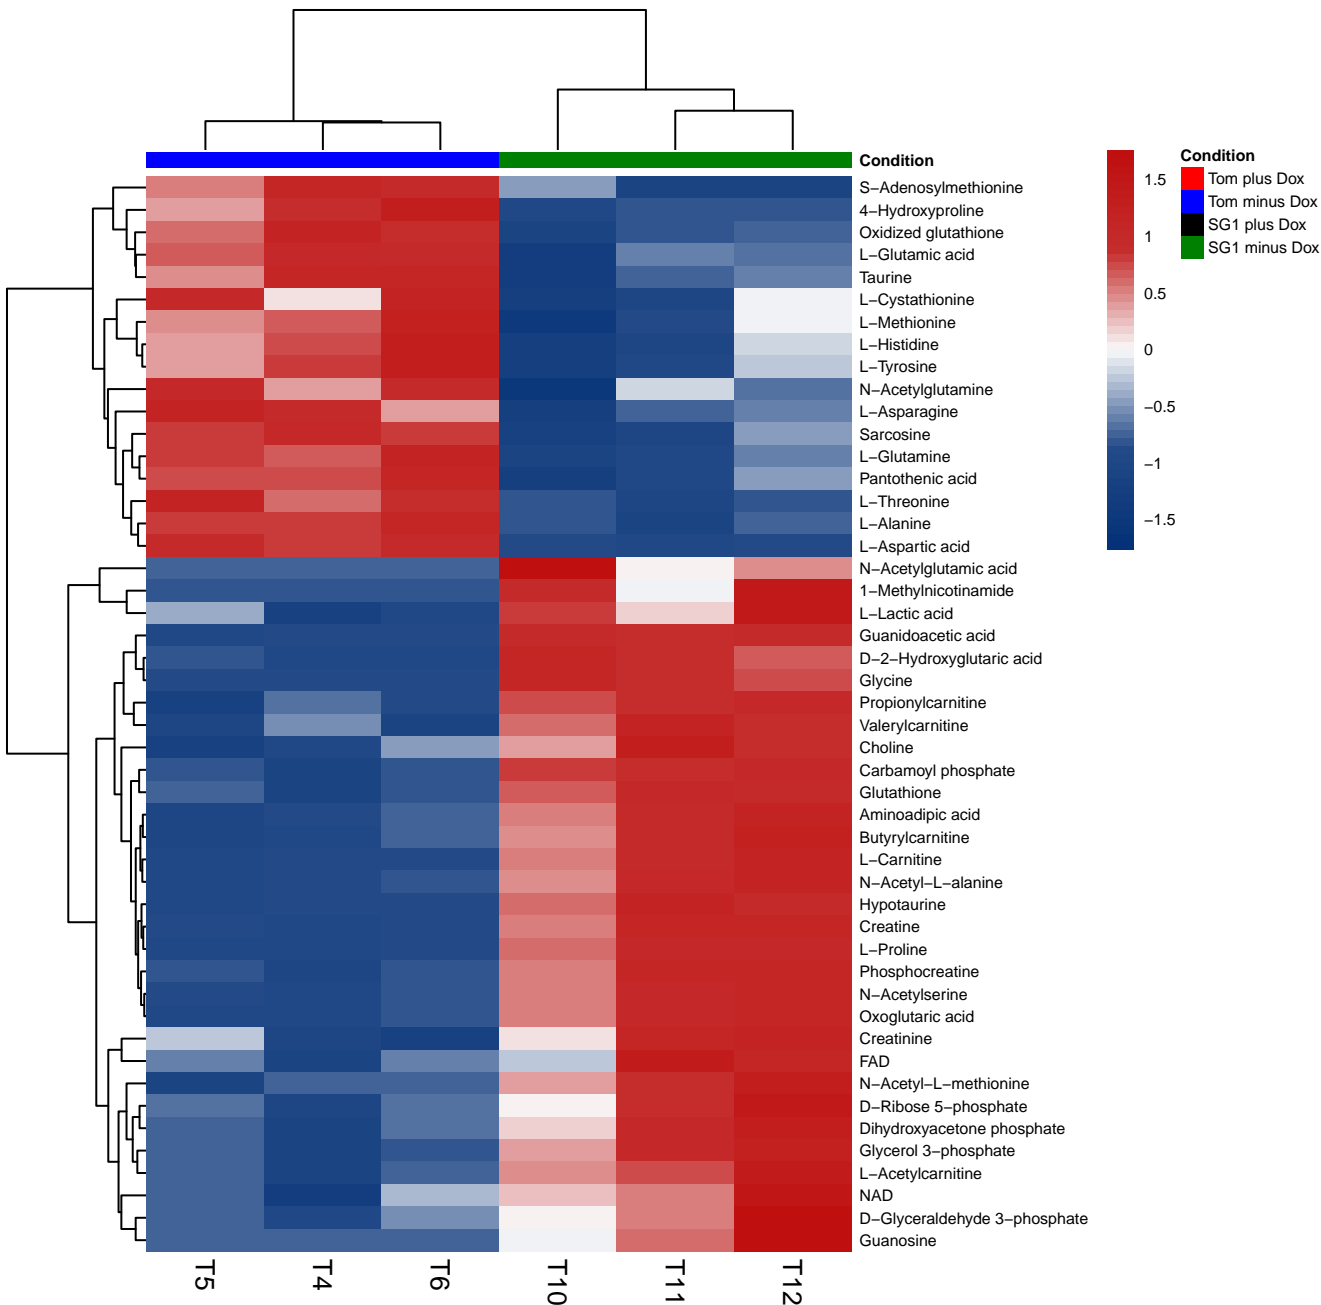 Condition
S−Adenosylmethionine
4−Hydroxyproline
Oxidized glutathione
L−Glutamic acid
Taurine
L−Cystathionine
L−Methionine
L−Histidine
L−Tyrosine
N−Acetylglutamine
L−Asparagine
Sarcosine
L−Glutamine
Pantothenic acid
L−Threonine
L−Alanine
L−Aspartic acid
N−Acetylglutamic acid
1−Methylnicotinamide
L−Lactic acid
Guanidoacetic acid
D−2−Hydroxyglutaric acid
Glycine
Propionylcarnitine
Valerylcarnitine
Choline
Carbamoyl phosphate
Glutathione
Aminoadipic acid
Butyrylcarnitine
L−Carnitine
N−Acetyl−L−alanine
Hypotaurine
Creatine
L−Proline
Phosphocreatine
N−Acetylserine
Oxoglutaric acid
Creatinine
FAD
N−Acetyl−L−methionine
D−Ribose 5−phosphate
Dihydroxyacetone phosphate
Glycerol 3−phosphate
L−Acetylcarnitine
NAD
D−Glyceraldehyde 3−phosphate
Guanosine
T5
T4
T6
T10
T11
T12
1.5
1
0.5
0
−0.5
−1
−1.5
Condition
Tom plus Dox
Tom minus Dox
SG1 plus Dox
SG1 minus Dox